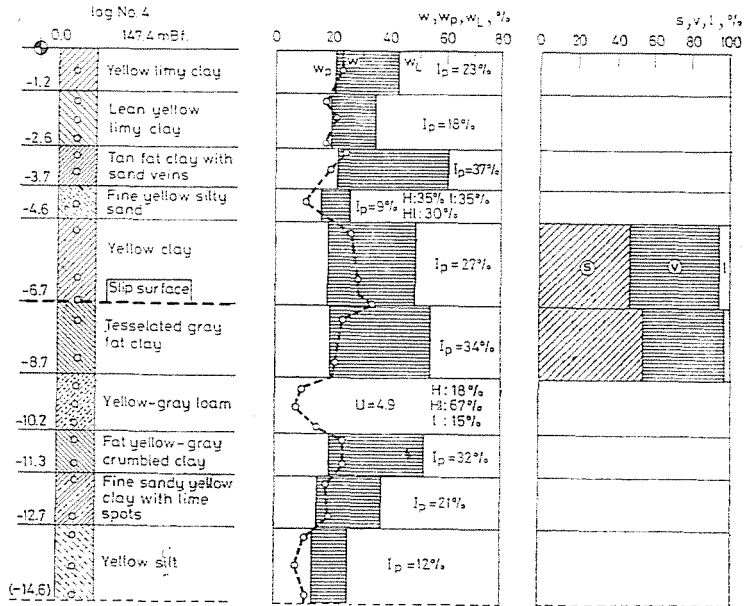 log No. 4
0.0 147.4 mBf.
w, wp, wL, %
0 20 40 60 80
s, v, l, %
0 20 40 60 80 100
wp w wL
Yellow limy clay
Ip = 23%
-1.2
Lean yellow
limy clay
Ip = 18%
-2.6
Tan fat clay with
sand veins
Ip = 37%
-3.7
Fine yellow silty
sand
Ip = 9%
H: 35% I: 35%
HI: 30%
-4.6
Yellow clay
Ip = 27%
s v l
Slip surface
-6.7
Tesselated gray
fat clay
Ip = 34%
-8.7
Yellow-gray loam
U = 4.9
H: 18%
HI: 67%
I: 15%
-10.2
Fat yellow-gray
crumbled clay
Ip = 32%
-11.3
Fine sandy yellow
clay with lime
spots
Ip = 21%
-12.7
Yellow silt
Ip = 12%
(-14.6)